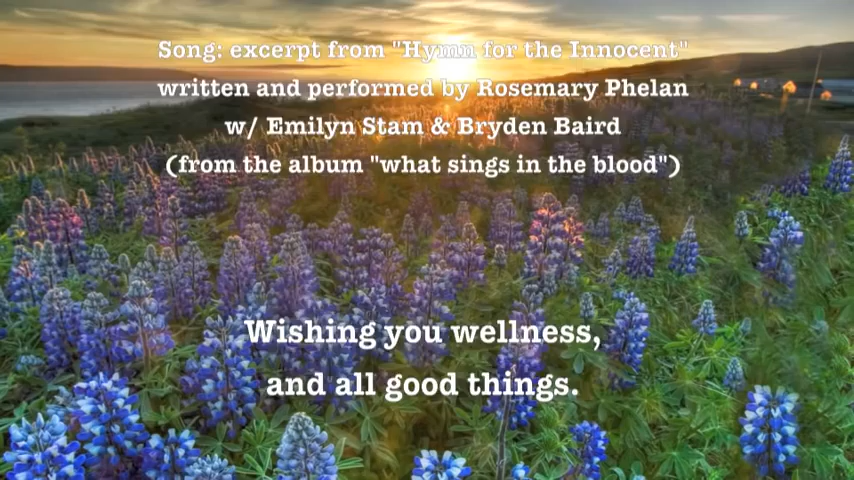 Song: excerpt from "Hymn for the Innocent"
written and performed by Rosemary Phelan
w/ Emilyn Stam & Bryden Baird
(from the album "what sings in the blood")
Wishing you wellness,
and all good things.